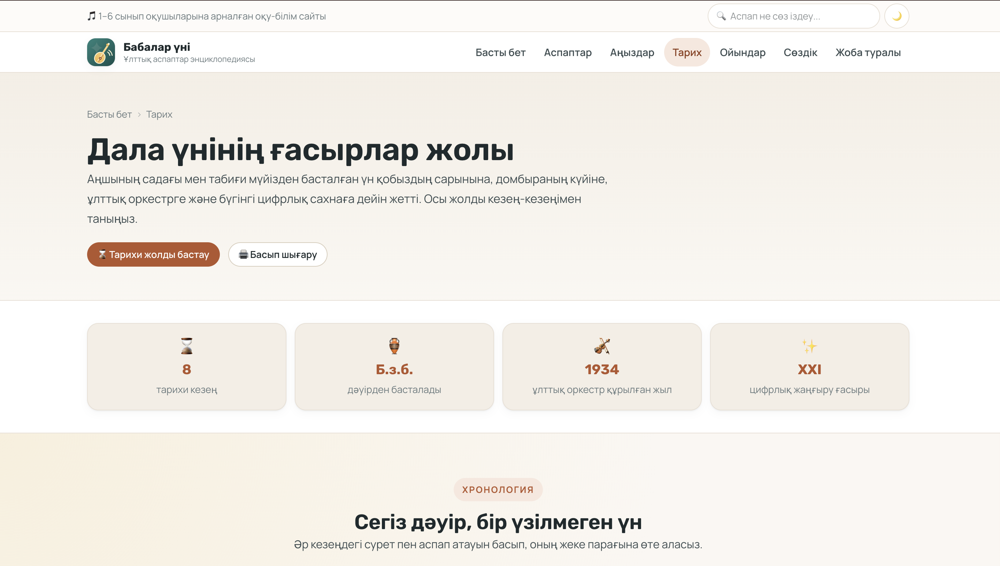 1–6 сынып оқушыларына арналған оқу-білім сайты
Аспап не сөз іздеу...
Бабалар үні
Ұлттық аспаптар энциклопедиясы
Басты бет
Аспаптар
Аңыздар
Тарих
Ойындар
Сөздік
Жоба туралы
Басты бет › Тарих
Дала үнінің ғасырлар жолы
Аңшының садағы мен табиғи мүйізден басталған үн қобыздың сарынына, домбыраның күйіне,
ұлттық оркестрге және бүгінгі цифрлық сахнаға дейін жетті. Осы жолды кезең-кезеңімен
таныңыз.
Тарихи жолды бастау
Басып шығару
8
тарихи кезең
Б.з.б.
дәуірден басталады
1934
ұлттық оркестр құрылған жыл
XXI
цифрлық жаңғыру ғасыры
ХРОНОЛОГИЯ
Сегіз дәуір, бір үзілмеген үн
Әр кезеңдегі сурет пен аспап атауын басып, оның жеке парағына өте аласыз.